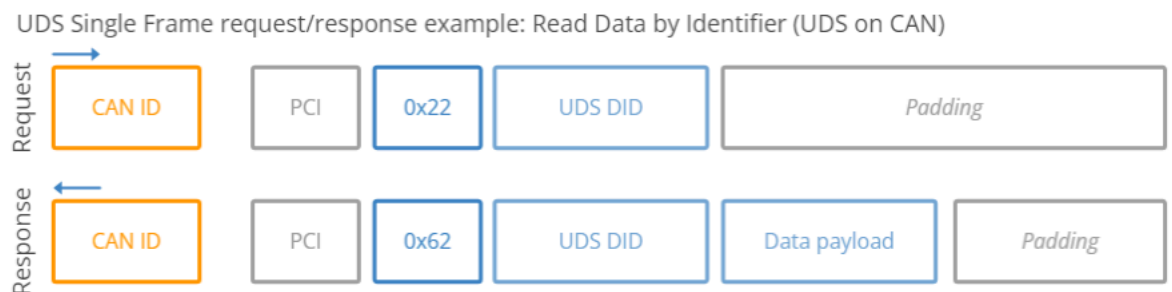 UDS Single Frame request/response example: Read Data by Identifier (UDS on CAN)
Request
CAN ID PCI 0x22 UDS DID Padding
Response
CAN ID PCI 0x62 UDS DID Data payload Padding